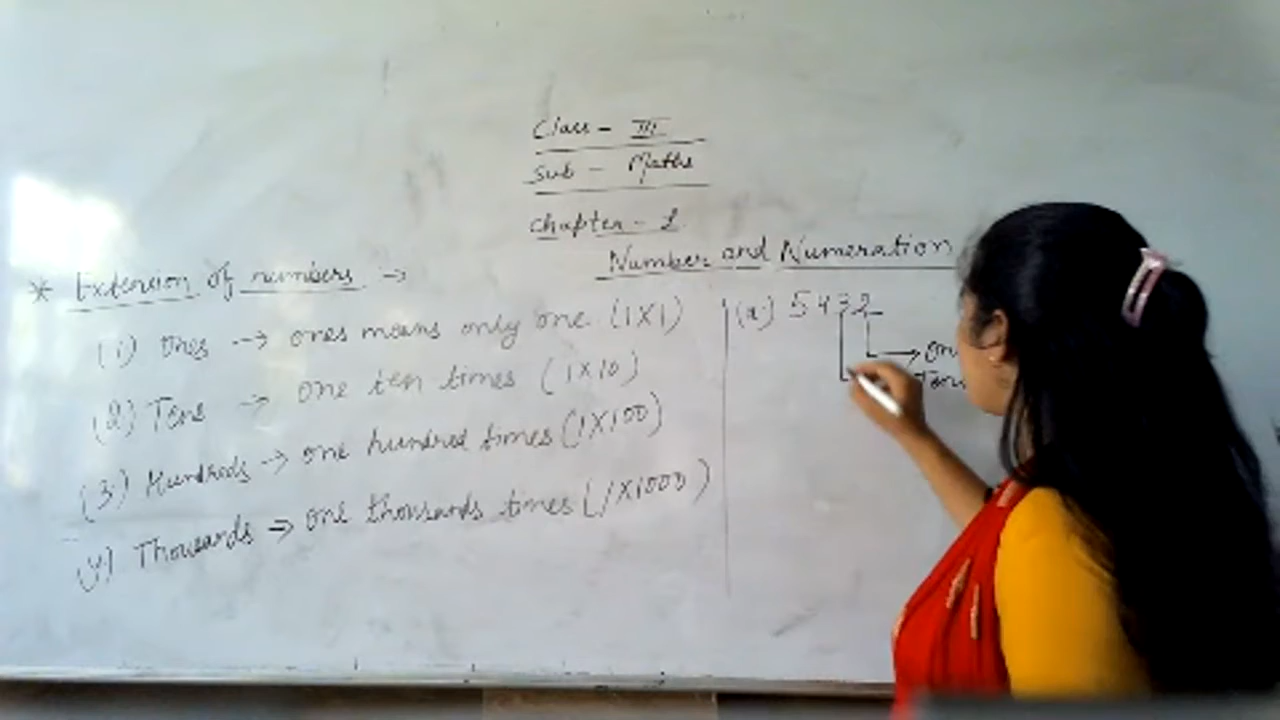 Class - III
Sub - Maths
Chapter - 1
Number and Numeration
* Extension of numbers :->
(1) Ones -> ones means only one (1X1)
(2) Tens -> one ten times (1X10)
(3) Hundreds -> one hundred times (1X100)
(4) Thousands -> one thousands times (1X1000)
(a) 5432